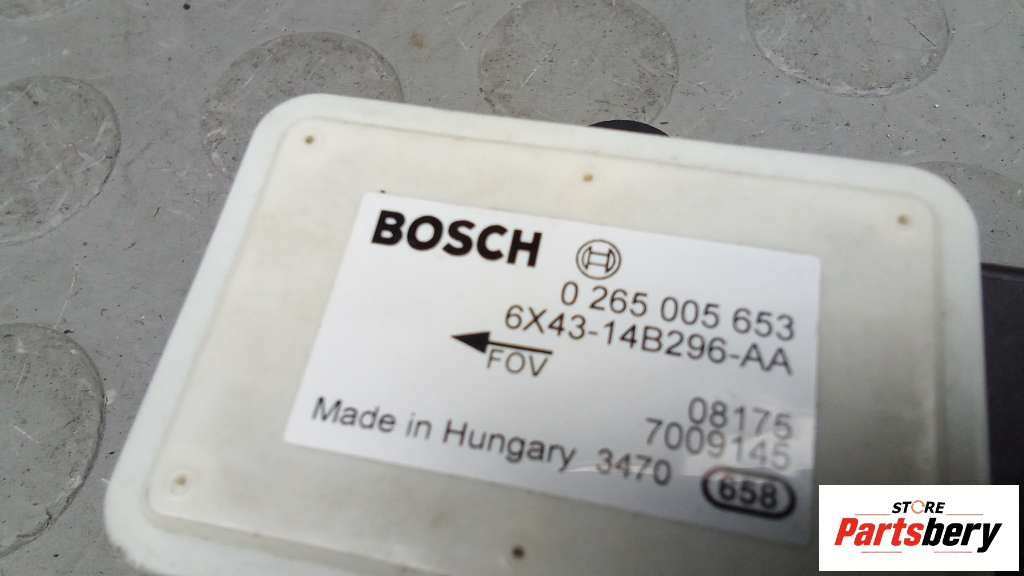 BOSCH
0 265 005 653
6X43-14B296-AA
FOV
08175
7009145
Made in Hungary 3470 658
STORE
Partsbery